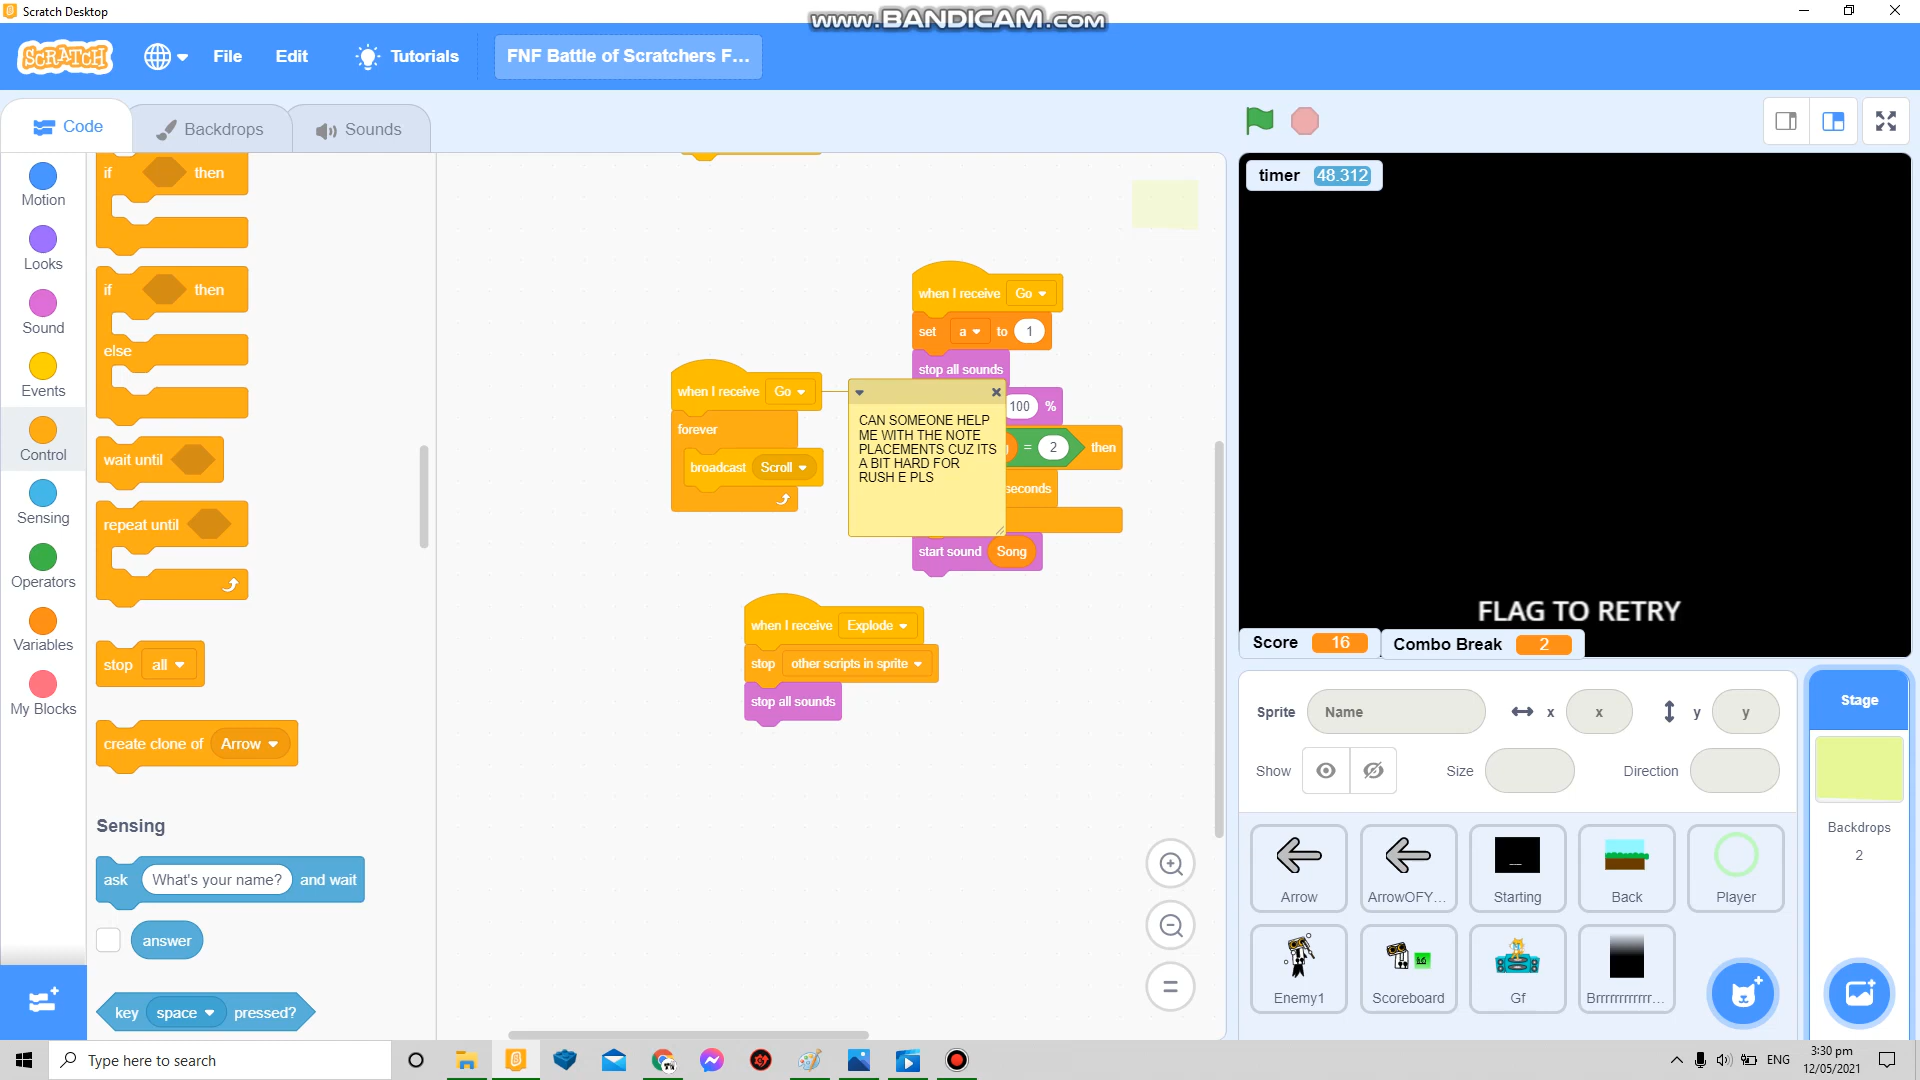 Scratch Desktop
www.BANDICAM.com
SCRATCH
File
Edit
Tutorials
FNF Battle of Scratchers F...
Code
Backdrops
Sounds
Motion
Looks
Sound
Events
Control
Sensing
Operators
Variables
My Blocks
if then
if then
else
wait until
repeat until
stop all
create clone of Arrow
Sensing
ask What's your name? and wait
answer
key space pressed?
when I receive Go
forever
broadcast Scroll
when I receive Go
set a to 1
stop all sounds
100 %
= 2 then
seconds
start sound Song
CAN SOMEONE HELP
ME WITH THE NOTE
PLACEMENTS CUZ ITS
A BIT HARD FOR
RUSH E PLS
when I receive Explode
stop other scripts in sprite
stop all sounds
timer 48.312
FLAG TO RETRY
Score 16
Combo Break 2
Sprite Name x x y y
Show Size Direction
Stage
Backdrops
2
Arrow
ArrowOFY...
Starting
Back
Player
Enemy1
Scoreboard
Gf
Brrrrrrrrrrrr...
Type here to search
ENG
3:30 pm
12/05/2021